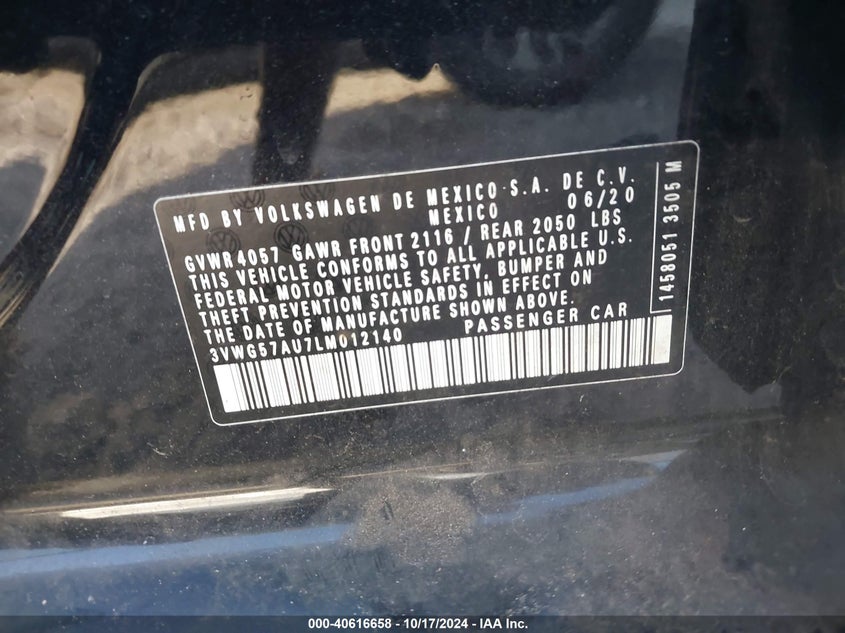 MFD BY VOLKSWAGEN DE MEXICO S.A. DE C.V.
MEXICO 06/20
GVWR 4057 GAWR FRONT 2116 / REAR 2050 LBS
THIS VEHICLE CONFORMS TO ALL APPLICABLE U.S.
FEDERAL MOTOR VEHICLE SAFETY, BUMPER AND
THEFT PREVENTION STANDARDS IN EFFECT ON
THE DATE OF MANUFACTURE SHOWN ABOVE.
3VWG57AU7LM012140 PASSENGER CAR
1458051 3505 M
000-40616658 - 10/17/2024 - IAA Inc.